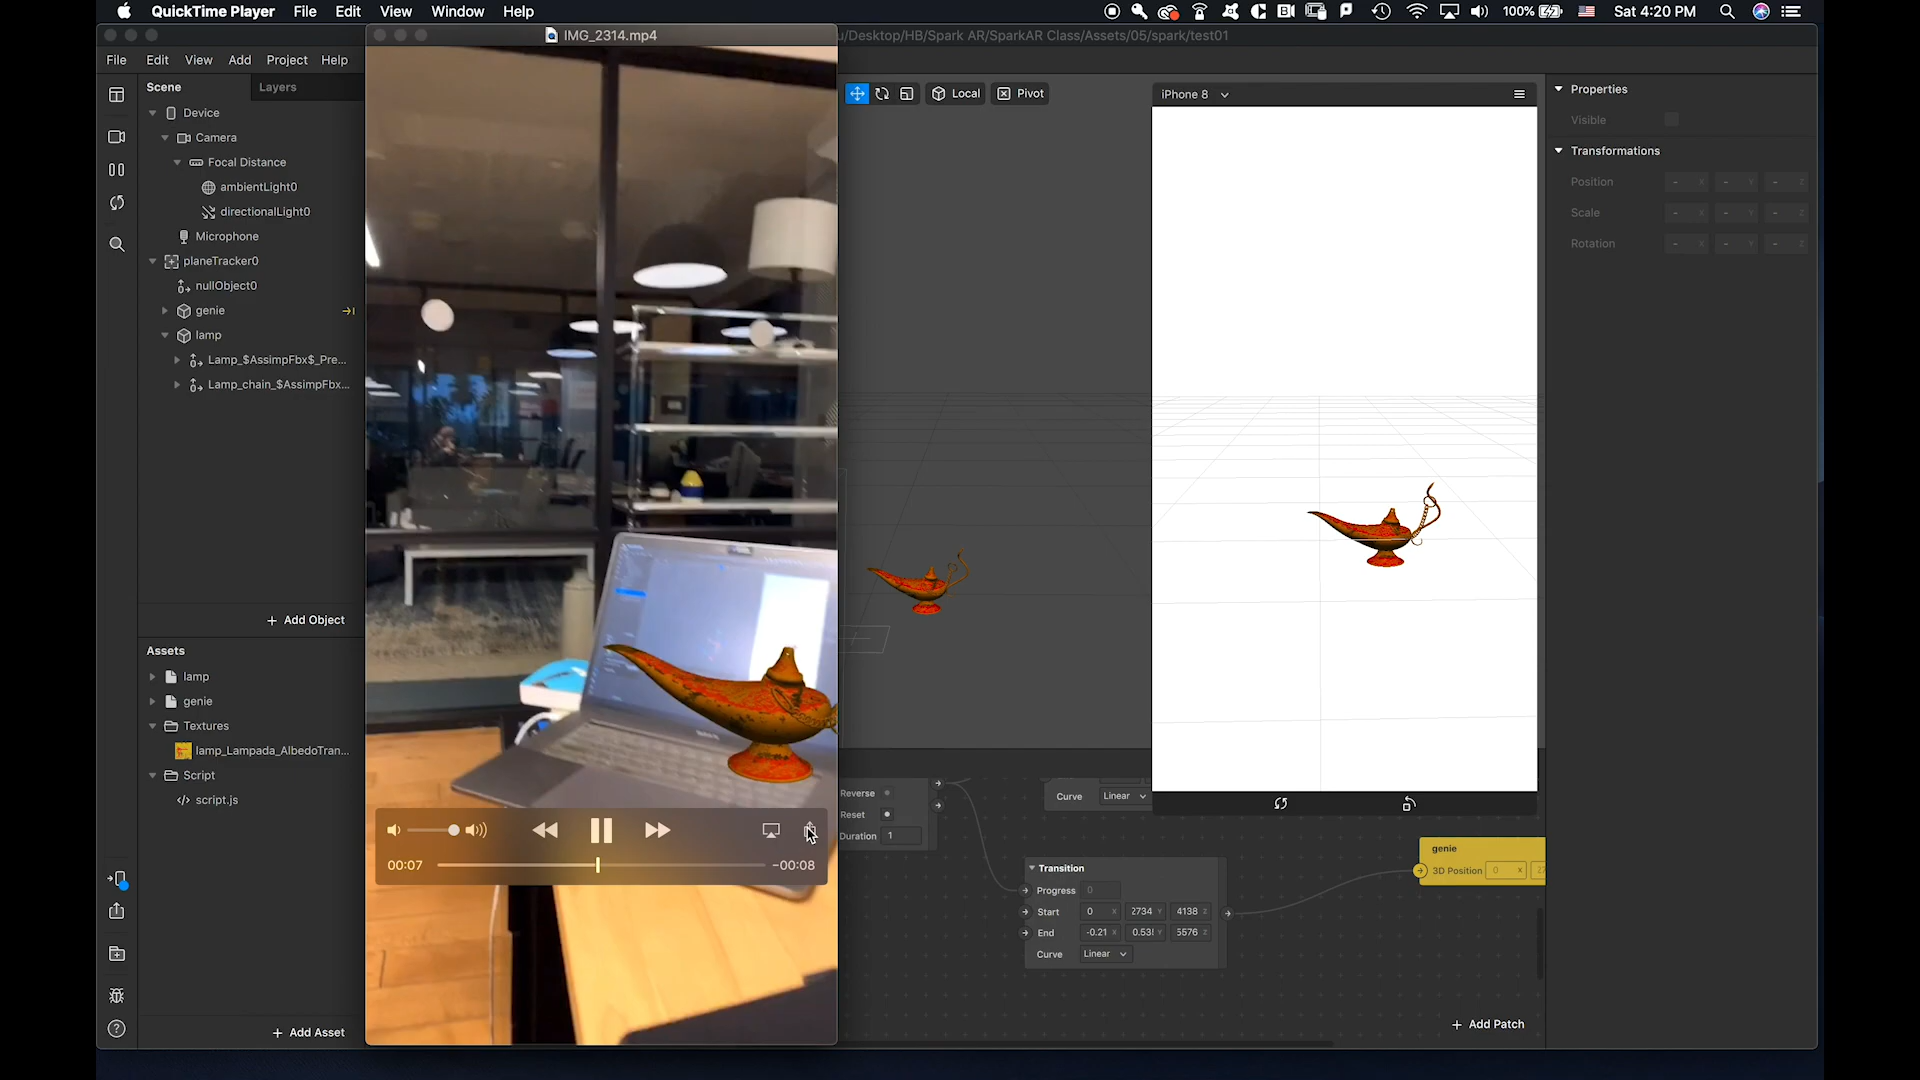 QuickTime Player File Edit View Window Help
100% Sat 4:20 PM
IMG_2314.mp4
u/Desktop/HB/Spark AR/SparkAR Class/Assets/05/spark/test01
File Edit View Add Project Help
Scene
Layers
Device
Camera
Focal Distance
ambientLight0
directionalLight0
Microphone
planeTracker0
nullObject0
genie
lamp
Lamp_$AssimpFbx$_Pre...
Lamp_chain_$AssimpFbx...
+ Add Object
Assets
lamp
genie
Textures
lamp_Lampada_AlbedoTran...
Script
script.js
+ Add Asset
00:07
-00:08
Local
Pivot
iPhone 8
Reverse
Reset
Duration 1
Curve Linear
Transition
Progress 0
Start 0 X 2734 Y 4138 Z
End -0.21 X 0.53 Y 5576 Z
Curve Linear
genie
3D Position 0 X
+ Add Patch
Properties
Visible
Transformations
Position - X - Y - Z
Scale - X - Y - Z
Rotation - X - Y - Z